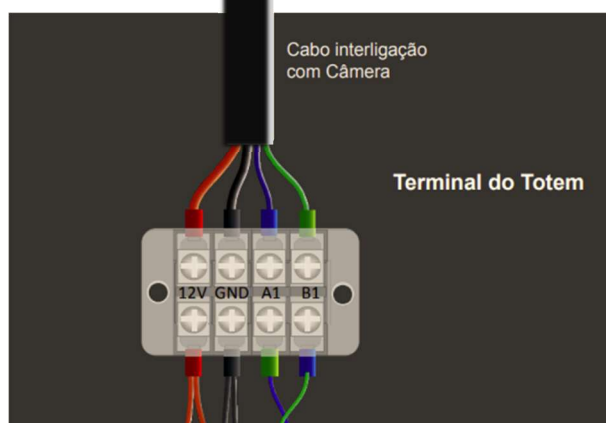 Cabo interligação
com Câmera
Terminal do Totem
12V GND A1 B1